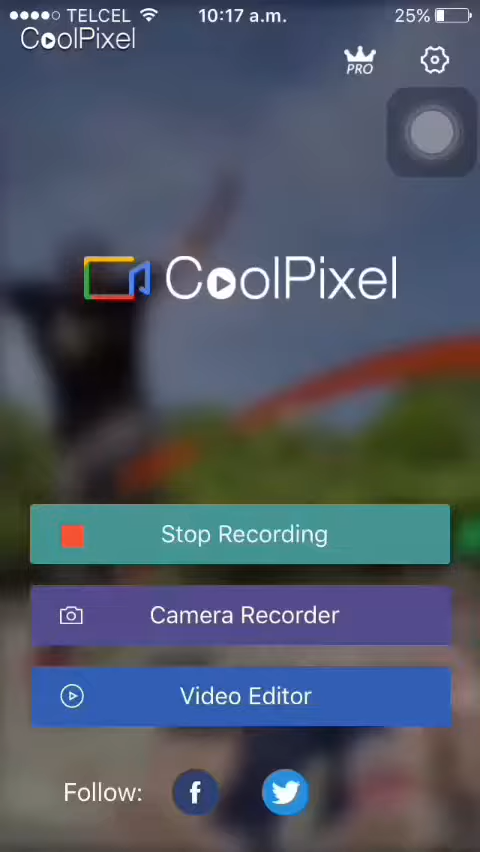 TELCEL 10:17 a.m. 25%
CoolPixel
PRO
CoolPixel
Stop Recording
Camera Recorder
Video Editor
Follow: